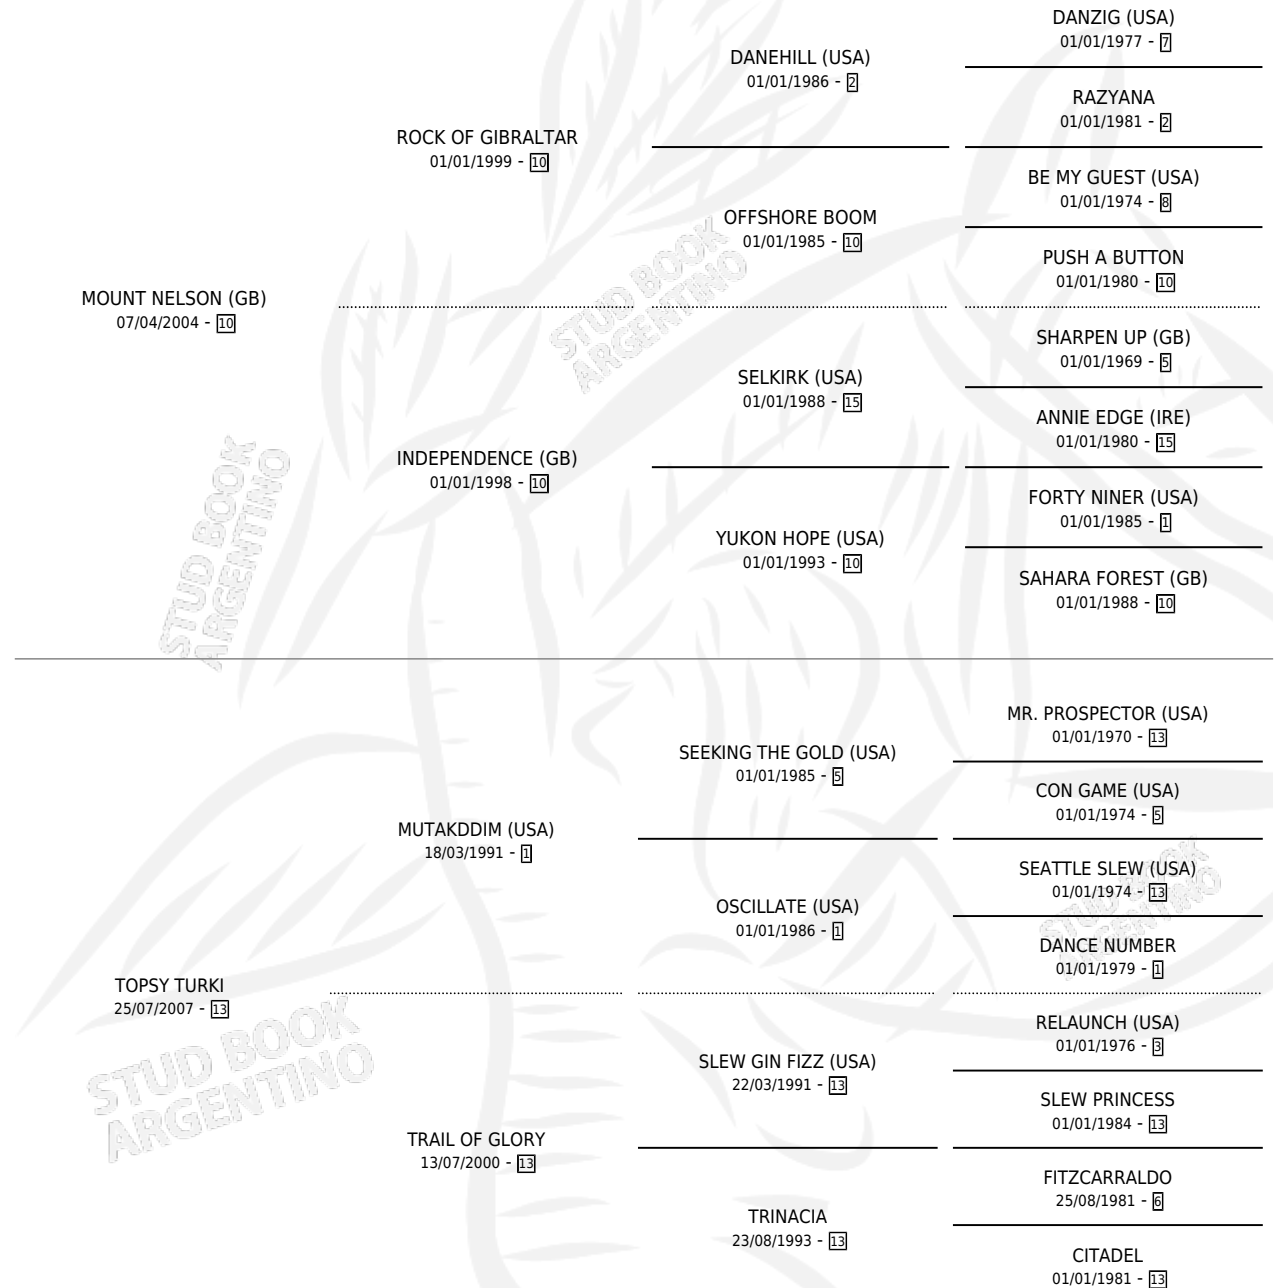 DANZIG (USA)
01/01/1977 - 7
DANEHILL (USA)
01/01/1986 - 2
RAZYANA
01/01/1981 - 2
ROCK OF GIBRALTAR
01/01/1999 - 10
BE MY GUEST (USA)
01/01/1974 - 8
OFFSHORE BOOM
01/01/1985 - 10
PUSH A BUTTON
01/01/1980 - 10
MOUNT NELSON (GB)
07/04/2004 - 10
SHARPEN UP (GB)
01/01/1969 - 5
SELKIRK (USA)
01/01/1988 - 15
ANNIE EDGE (IRE)
01/01/1980 - 15
INDEPENDENCE (GB)
01/01/1998 - 10
FORTY NINER (USA)
01/01/1985 - 1
YUKON HOPE (USA)
01/01/1993 - 10
SAHARA FOREST (GB)
01/01/1988 - 10
MR. PROSPECTOR (USA)
01/01/1970 - 13
SEEKING THE GOLD (USA)
01/01/1985 - 5
CON GAME (USA)
01/01/1974 - 5
MUTAKDDIM (USA)
18/03/1991 - 1
SEATTLE SLEW (USA)
01/01/1974 - 13
OSCILLATE (USA)
01/01/1986 - 1
DANCE NUMBER
01/01/1979 - 1
TOPSY TURKI
25/07/2007 - 13
RELAUNCH (USA)
01/01/1976 - 3
SLEW GIN FIZZ (USA)
22/03/1991 - 13
SLEW PRINCESS
01/01/1984 - 13
TRAIL OF GLORY
13/07/2000 - 13
FITZCARRALDO
25/08/1981 - 6
TRINACIA
23/08/1993 - 13
CITADEL
01/01/1981 - 13
STUD BOOK
ARGENTINO
STUD BOOK
ARGENTINO
STUD BOOK
ARGENTINO
STUD BOOK
ARGENTINO